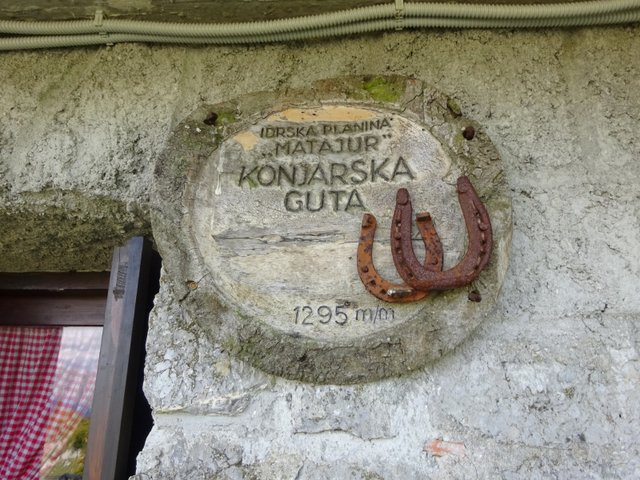 IDRSKA PLANINA
„MATAJUR”
KONJARSKA
GUTA
1295 m/m